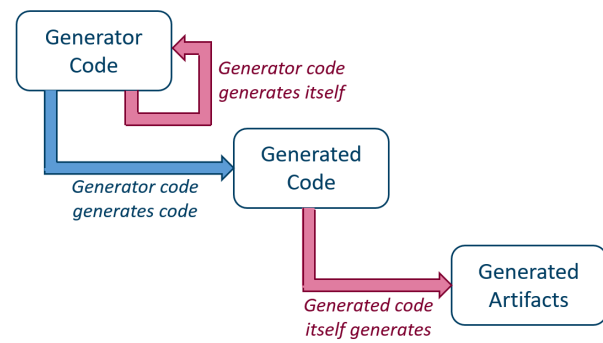 Generator
Code
Generator code
generates itself
Generated
Code
Generator code
generates code
Generated
Artifacts
Generated code
itself generates